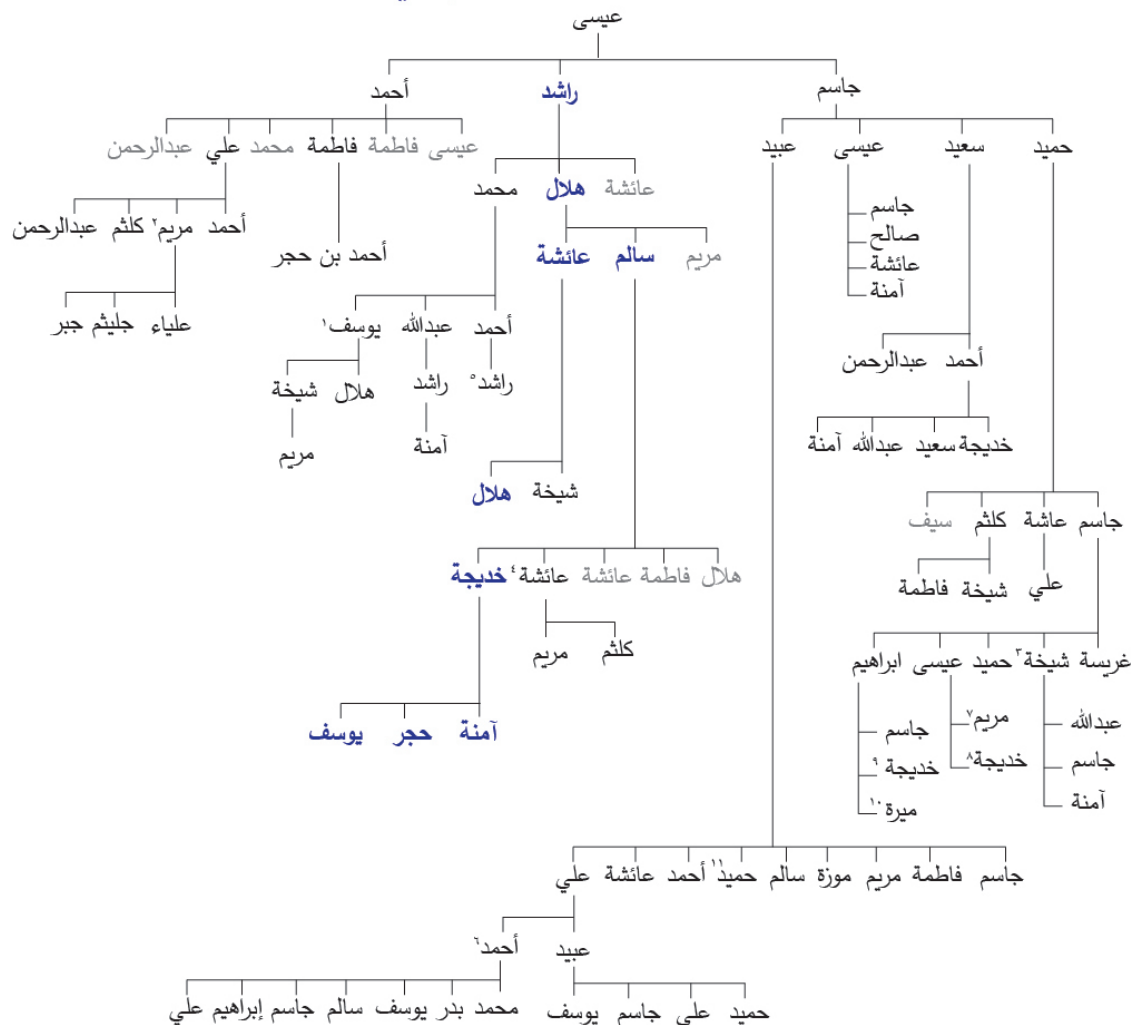 عيسى
جاسم راشد أحمد
حميد سعيد عيسى عبيد
عيسى فاطمة فاطمة محمد علي عبدالرحمن
عائشة هلال محمد
جاسم
صالح
عائشة
آمنة
أحمد مريم٢ كلثم عبدالرحمن
أحمد بن حجر
مريم سالم عائشة
أحمد عبدالله يوسف١
علياء جليثم جبر
أحمد عبدالرحمن
راشد٥ راشد هلال شيخة
آمنة مريم
خديجة سعيد عبدالله آمنة
شيخة هلال
جاسم عاشة كلثم سيف
هلال فاطمة عائشة عائشة٤ خديجة
علي شيخة فاطمة
كلثم مريم
غريسة شيخة٣ حميد عيسى ابراهيم
عبدالله
جاسم
آمنة
مريم٧
خديجة٨
جاسم
خديجة٩
ميرة١٠
آمنة حجر يوسف
جاسم فاطمة مريم موزة سالم حميد١١ أحمد عائشة علي
عبيد أحمد٦
حميد علي جاسم يوسف
محمد بدر يوسف سالم جاسم إبراهيم علي